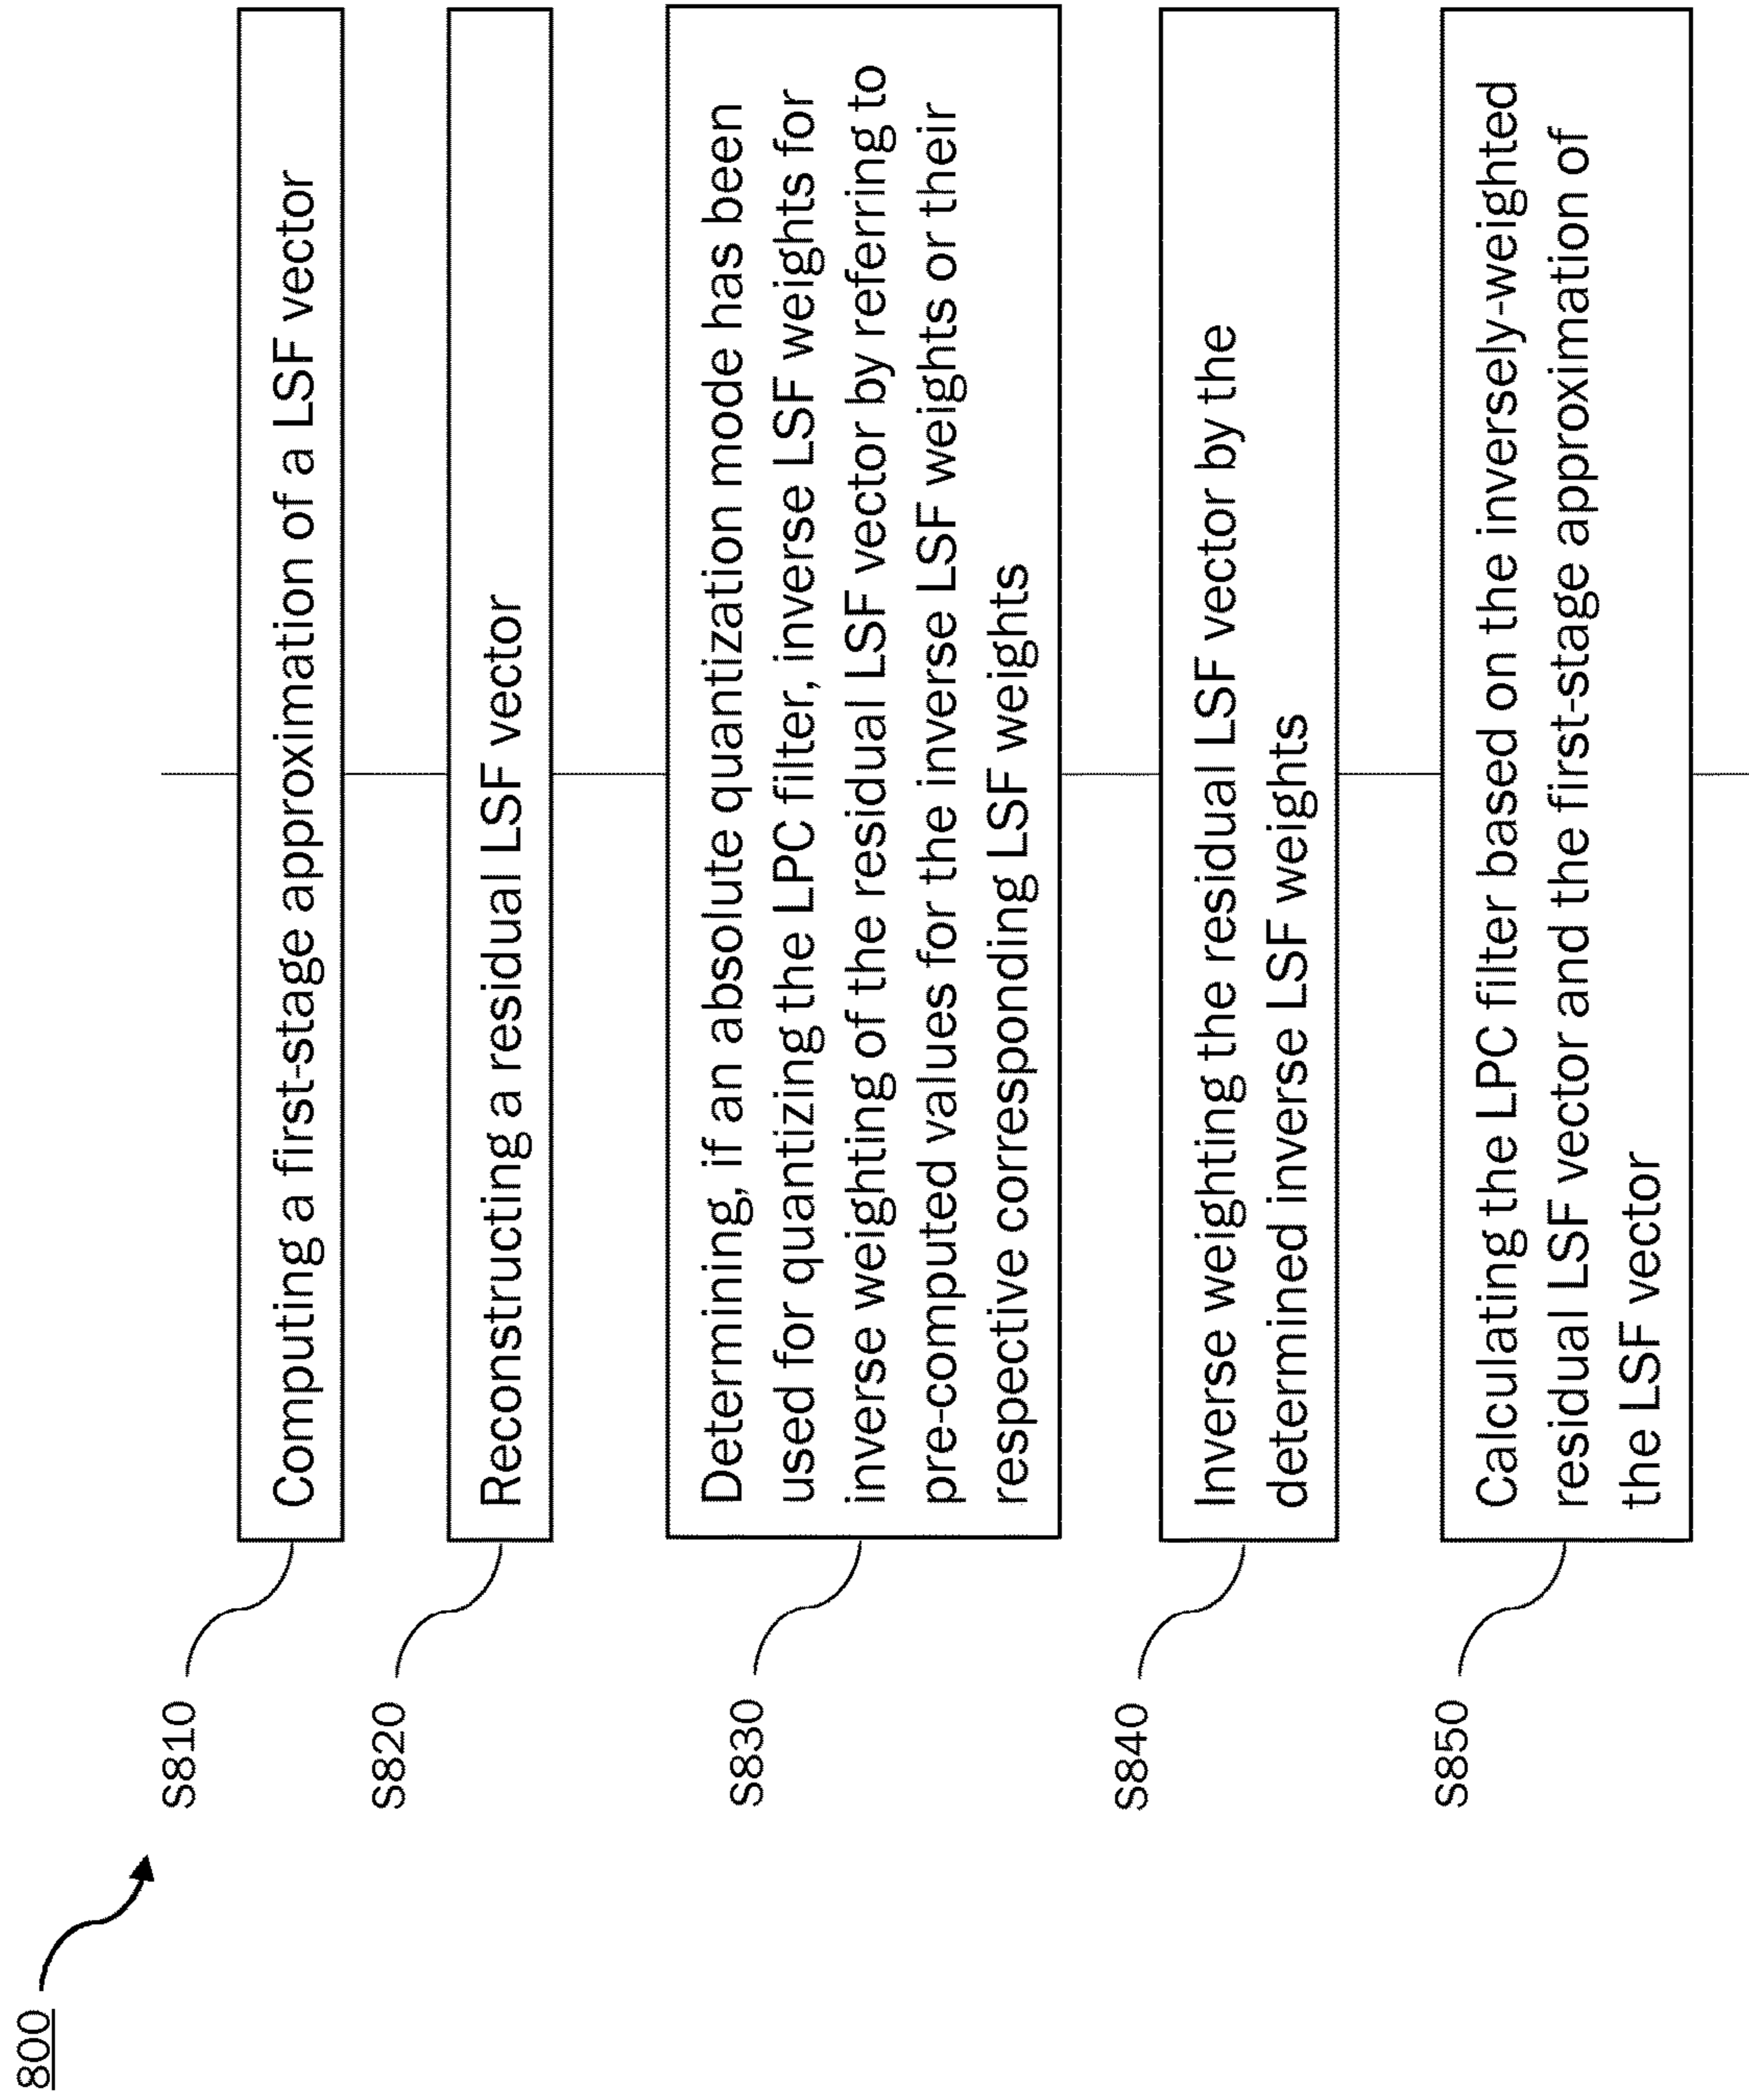 800
S810
Computing a first-stage approximation of a LSF vector
S820
Reconstructing a residual LSF vector
S830
Determining, if an absolute quantization mode has been
used for quantizing the LPC filter, inverse LSF weights for
inverse weighting of the residual LSF vector by referring to
pre-computed values for the inverse LSF weights or their
respective corresponding LSF weights
S840
Inverse weighting the residual LSF vector by the
determined inverse LSF weights
S850
Calculating the LPC filter based on the inversely-weighted
residual LSF vector and the first-stage approximation of
the LSF vector